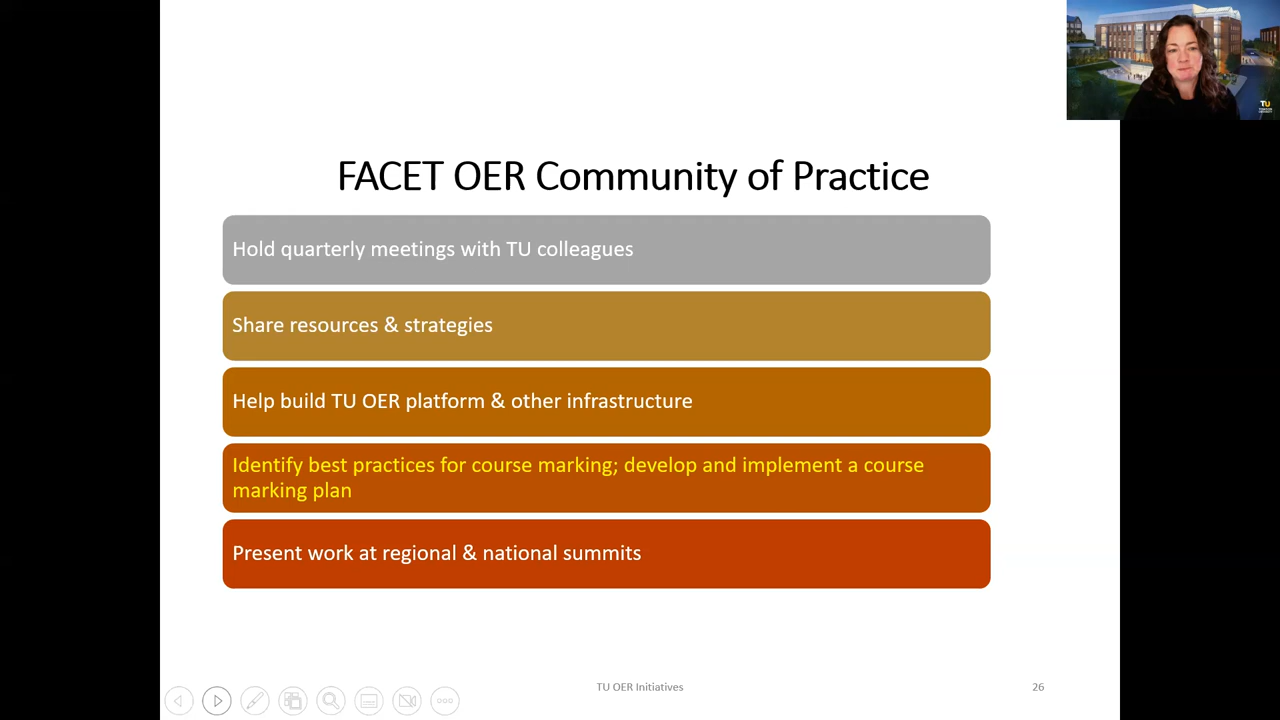 FACET OER Community of Practice
Hold quarterly meetings with TU colleagues
Share resources & strategies
Help build TU OER platform & other infrastructure
Identify best practices for course marking; develop and implement a course
marking plan
Present work at regional & national summits
TU OER Initiatives
26
TU